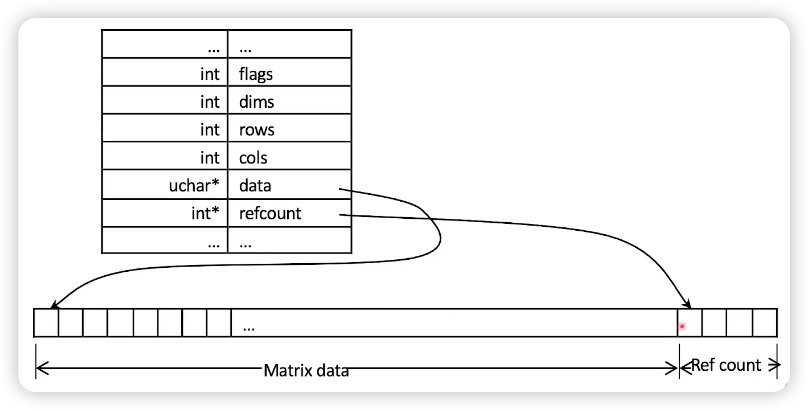 ... ...
int flags
int dims
int rows
int cols
uchar* data
int* refcount
... ...
...
Matrix data
Ref count